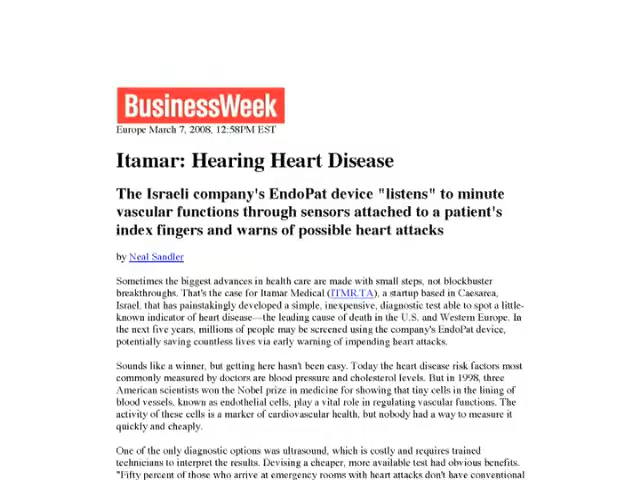 BusinessWeek
Europe March 7, 2008, 12:58PM EST
Itamar: Hearing Heart Disease
The Israeli company's EndoPat device "listens" to minute
vascular functions through sensors attached to a patient's
index fingers and warns of possible heart attacks
by Neal Sandler
Sometimes the biggest advances in health care are made with small steps, not blockbuster
breakthroughs. That's the case for Itamar Medical (ITMR.TA), a startup based in Caesarea,
Israel, that has painstakingly developed a simple, inexpensive, diagnostic test able to spot a little-
known indicator of heart disease—the leading cause of death in the U.S. and Western Europe. In
the next five years, millions of people may be screened using the company's EndoPat device,
potentially saving countless lives via early warning of impending heart attacks.
Sounds like a winner, but getting here hasn't been easy. Today the heart disease risk factors most
commonly measured by doctors are blood pressure and cholesterol levels. But in 1998, three
American scientists won the Nobel prize in medicine for showing that tiny cells in the lining of
blood vessels, known as endothelial cells, play a vital role in regulating vascular functions. The
activity of these cells is a marker of cardiovascular health, but nobody had a way to measure it
quickly and cheaply.
One of the only diagnostic options was ultrasound, which is costly and requires trained
technicians to interpret the results. Devising a cheaper, more available test had obvious benefits.
"Fifty percent of those who arrive at emergency rooms with heart attacks don't have conventional